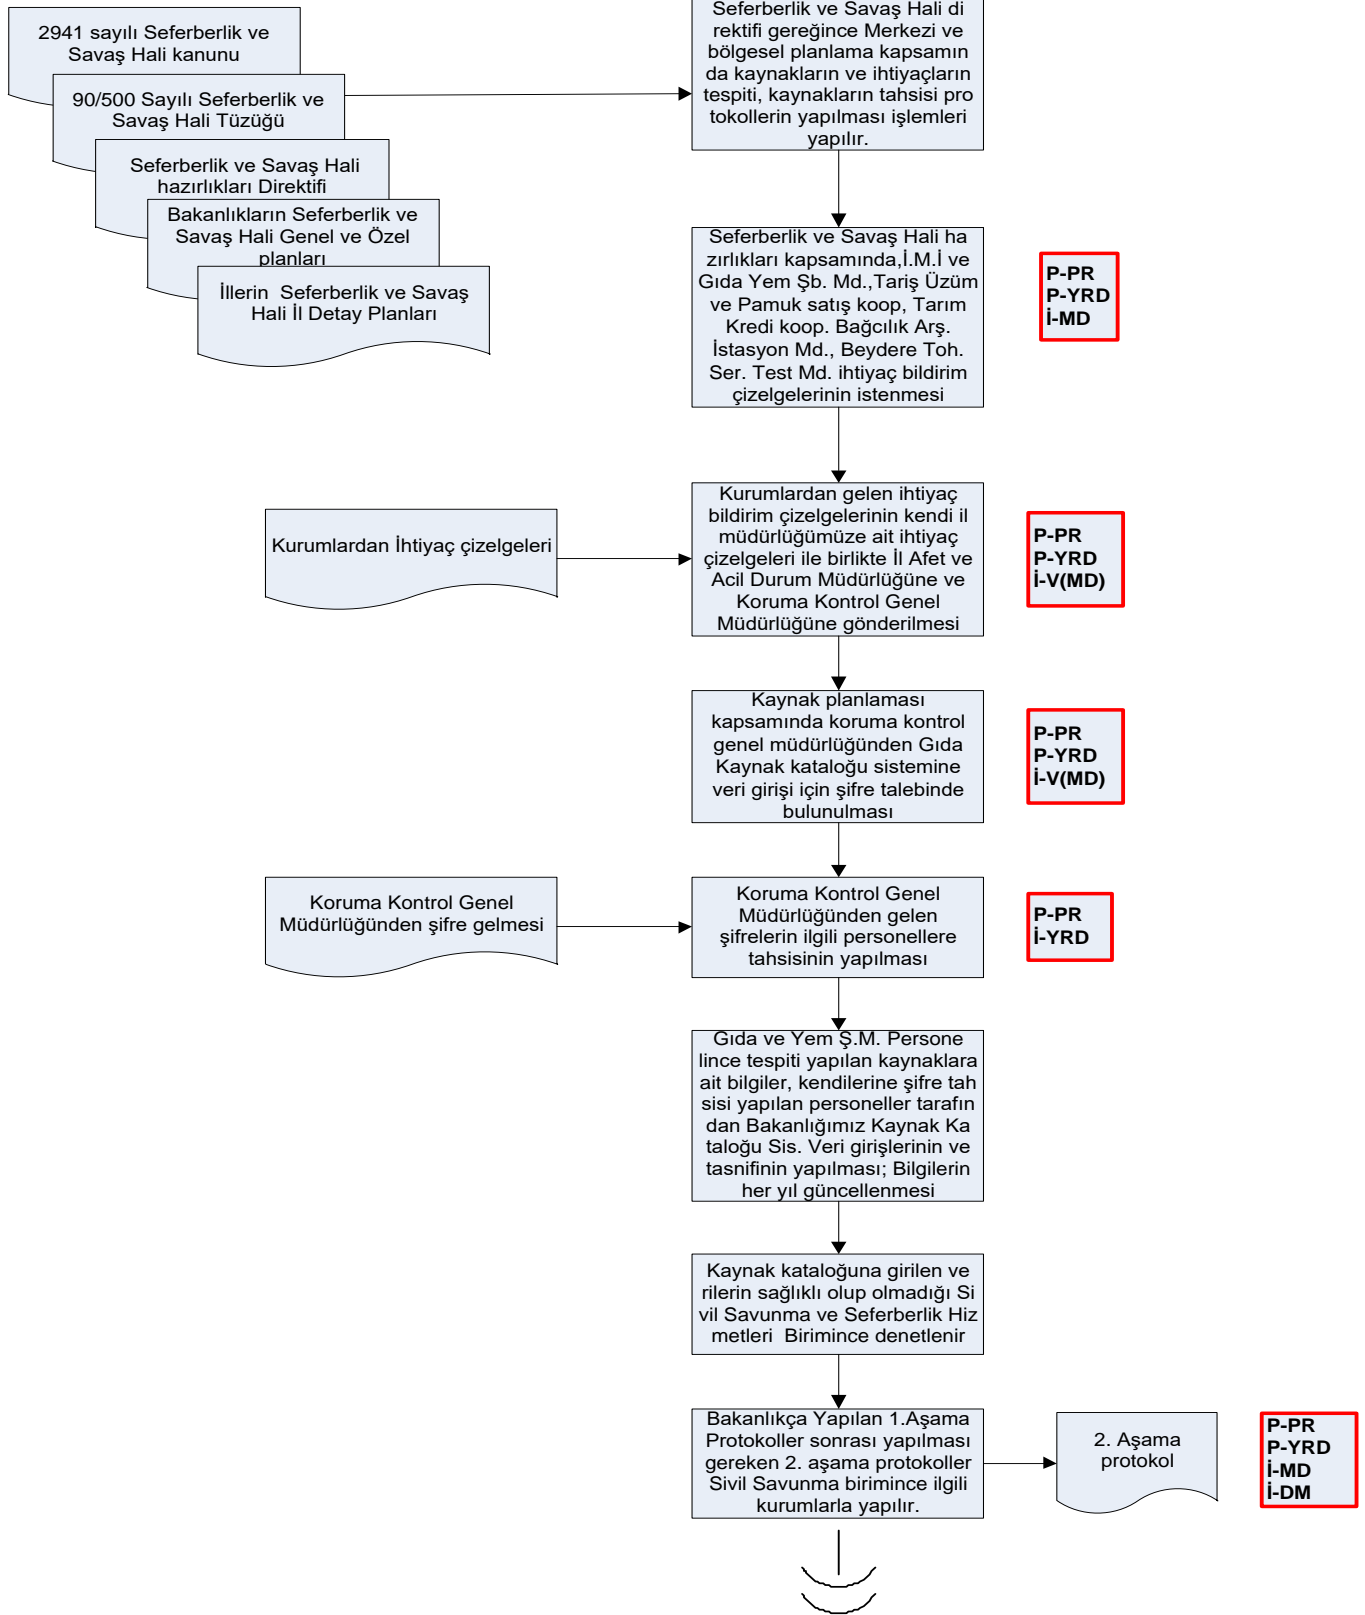 2941 sayılı Seferberlik ve
Savaş Hali kanunu
90/500 Sayılı Seferberlik ve
Savaş Hali Tüzüğü
Seferberlik ve Savaş Hali
hazırlıkları Direktifi
Bakanlıkların Seferberlik ve
Savaş Hali Genel ve Özel
planları
İllerin  Seferberlik ve Savaş
Hali İl Detay Planları
Seferberlik ve Savaş Hali di
rektifi gereğince Merkezi ve
bölgesel planlama kapsamın
da kaynakların ve ihtiyaçların
tespiti, kaynakların tahsisi pro
tokollerin yapılması işlemleri
yapılır.
Seferberlik ve Savaş Hali ha
zırlıkları kapsamında,İ.M.İ ve
Gıda Yem Şb. Md.,Tariş Üzüm
ve Pamuk satış koop, Tarım
Kredi koop. Bağcılık Arş.
İstasyon Md., Beydere Toh.
Ser. Test Md. ihtiyaç bildirim
çizelgelerinin istenmesi
P-PR
P-YRD
İ-MD
Kurumlardan İhtiyaç çizelgeleri
Kurumlardan gelen ihtiyaç
bildirim çizelgelerinin kendi il
müdürlüğümüze ait ihtiyaç
çizelgeleri ile birlikte İl Afet ve
Acil Durum Müdürlüğüne ve
Koruma Kontrol Genel
Müdürlüğüne gönderilmesi
P-PR
P-YRD
İ-V(MD)
Kaynak planlaması
kapsamında koruma kontrol
genel müdürlüğünden Gıda
Kaynak kataloğu sistemine
veri girişi için şifre talebinde
bulunulması
P-PR
P-YRD
İ-V(MD)
Koruma Kontrol Genel
Müdürlüğünden şifre gelmesi
Koruma Kontrol Genel
Müdürlüğünden gelen
şifrelerin ilgili personellere
tahsisinin yapılması
P-PR
İ-YRD
Gıda ve Yem Ş.M. Persone
lince tespiti yapılan kaynaklara
ait bilgiler, kendilerine şifre tah
sisi yapılan personeller tarafın
dan Bakanlığımız Kaynak Ka
taloğu Sis. Veri girişlerinin ve
tasnifinin yapılması; Bilgilerin
her yıl güncellenmesi
Kaynak kataloğuna girilen ve
rilerin sağlıklı olup olmadığı Si
vil Savunma ve Seferberlik Hiz
metleri  Birimince denetlenir
Bakanlıkça Yapılan 1.Aşama
Protokoller sonrası yapılması
gereken 2. aşama protokoller
Sivil Savunma birimince ilgili
kurumlarla yapılır.
2. Aşama
protokol
P-PR
P-YRD
İ-MD
İ-DM